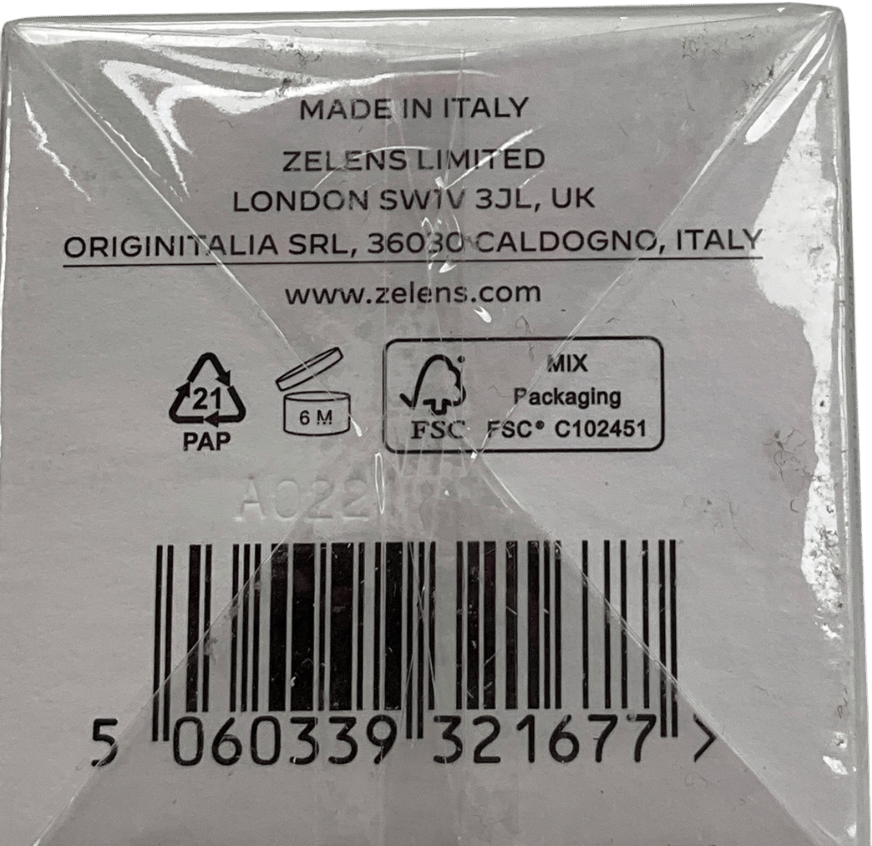 MADE IN ITALY
ZELENS LIMITED
LONDON SW1V 3JL, UK
ORIGINITALIA SRL, 36030 CALDOGNO, ITALY
www.zelens.com
21
PAP
6 M
FSC
MIX
Packaging
FSC® C102451
A022
5 060339 321677 >